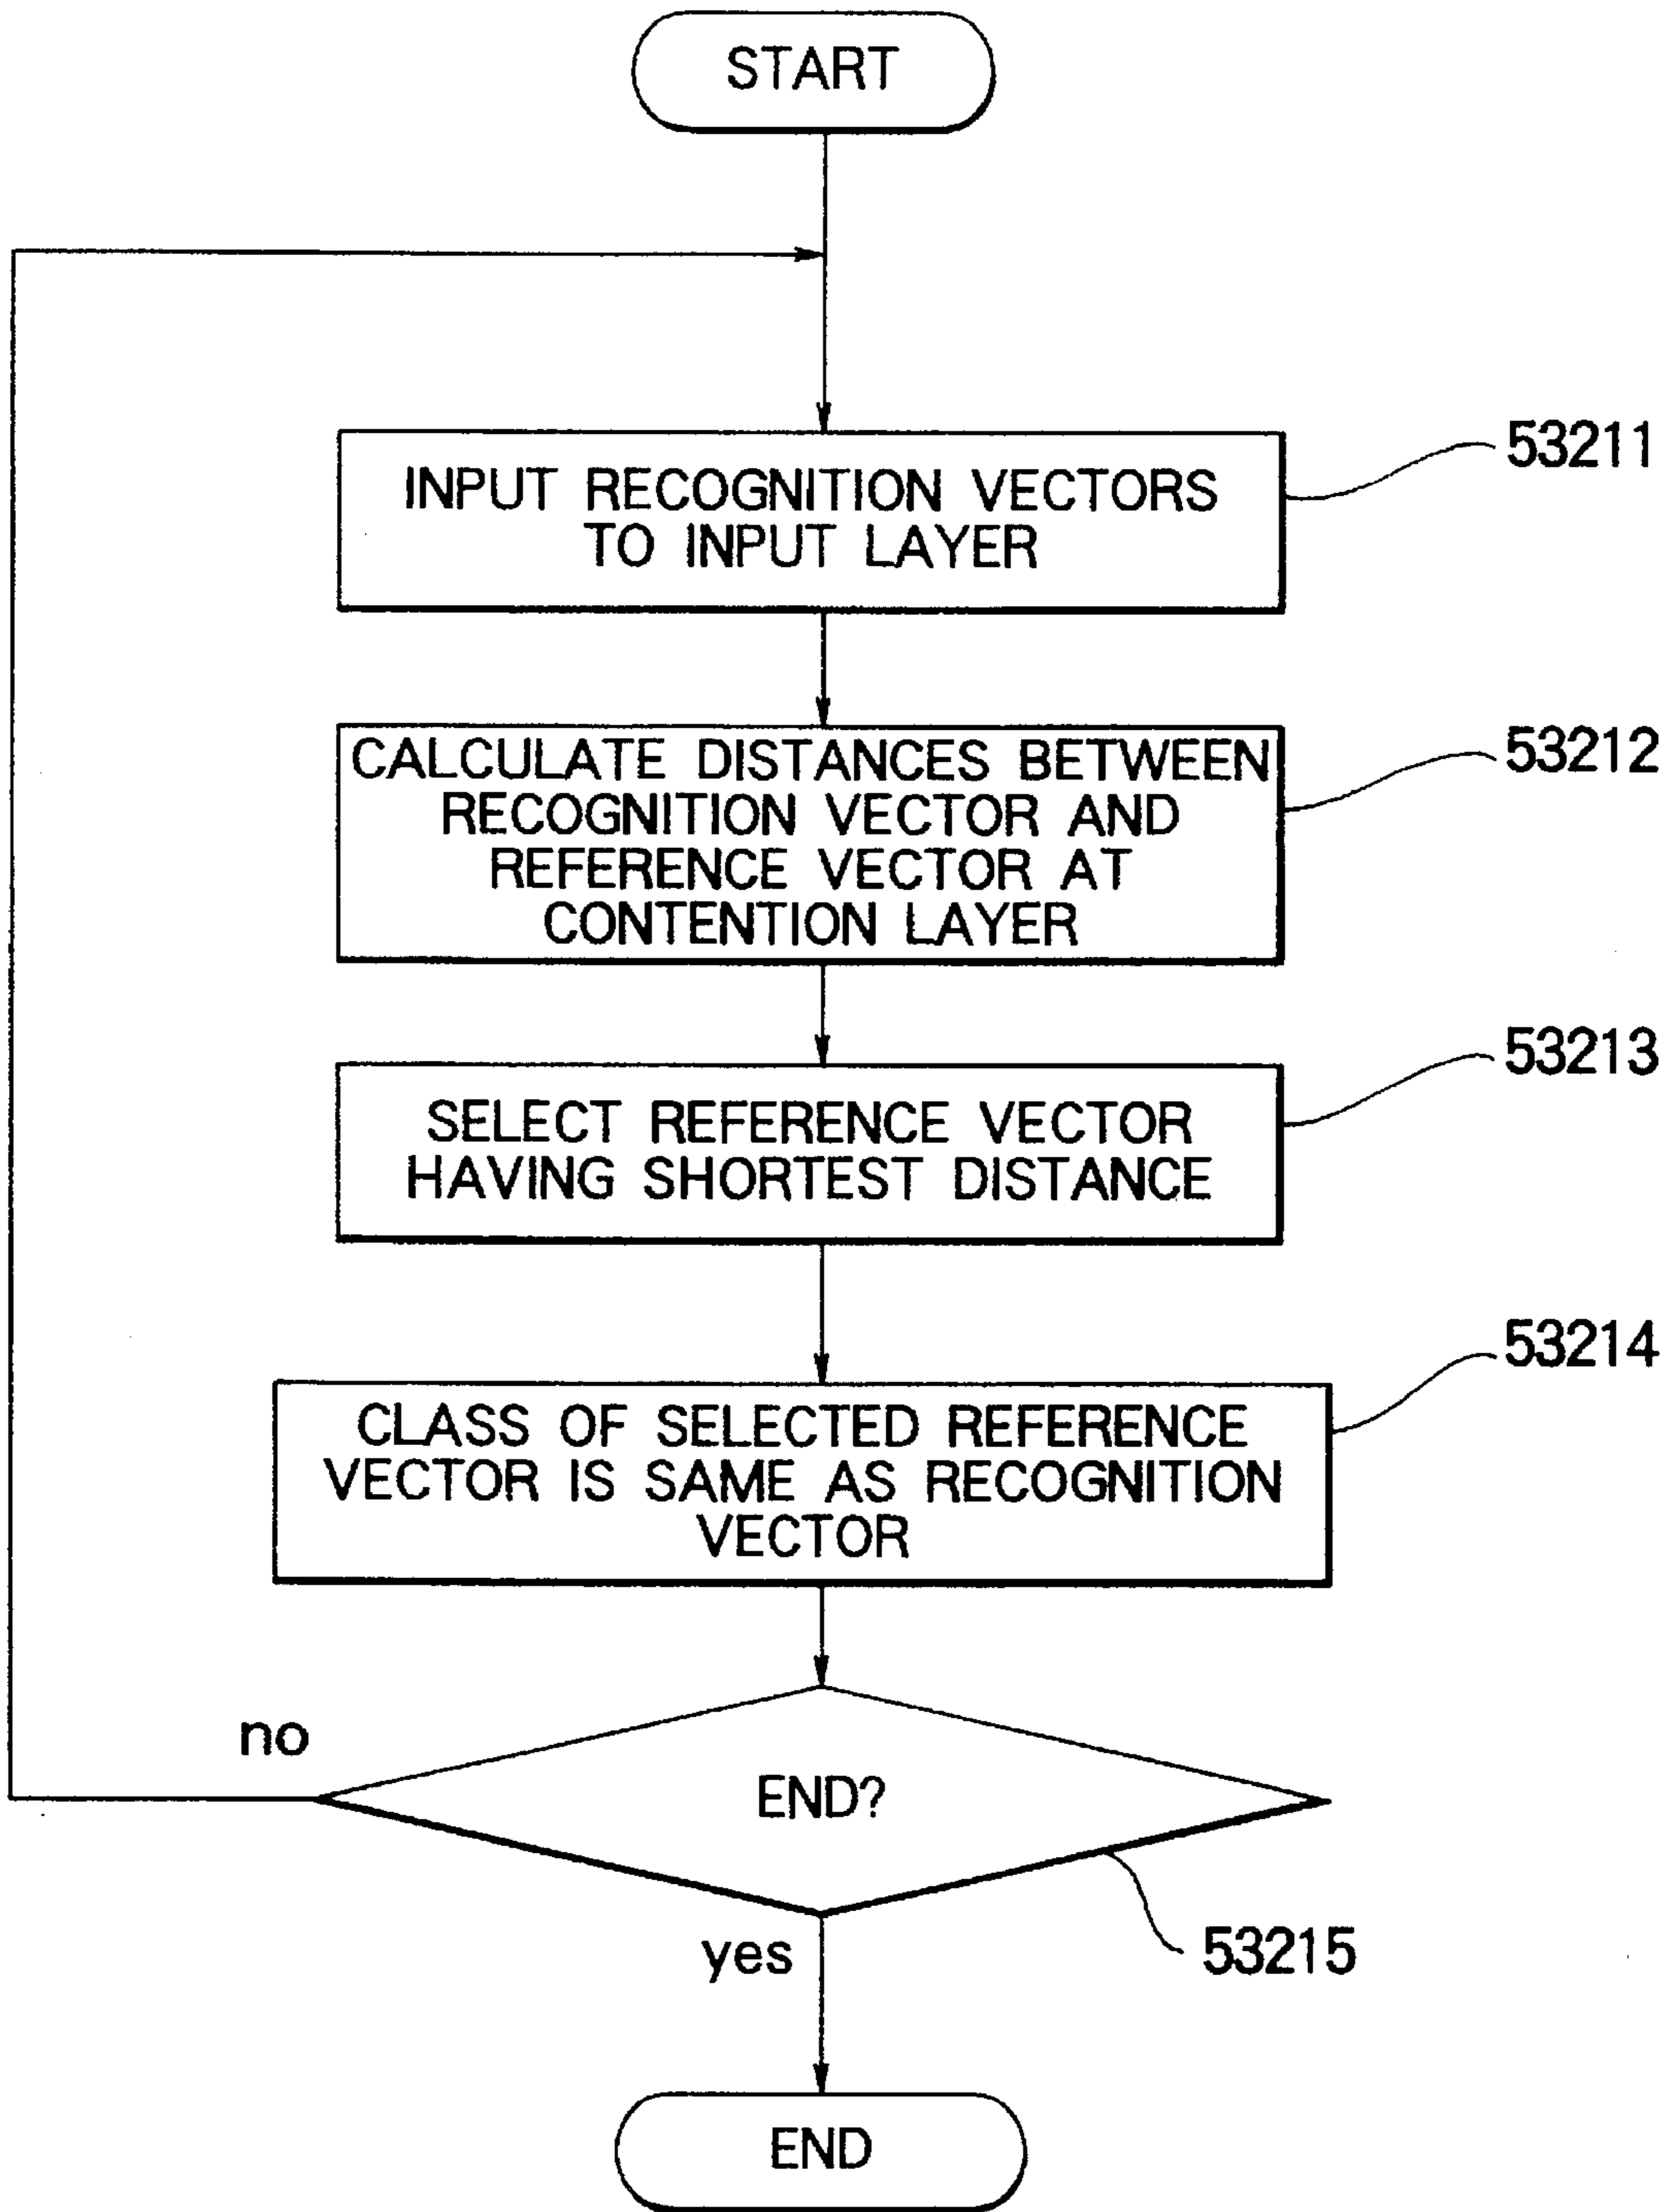 START
INPUT RECOGNITION VECTORS
TO INPUT LAYER
53211
CALCULATE DISTANCES BETWEEN
RECOGNITION VECTOR AND
REFERENCE VECTOR AT
CONTENTION LAYER
53212
SELECT REFERENCE VECTOR
HAVING SHORTEST DISTANCE
53213
CLASS OF SELECTED REFERENCE
VECTOR IS SAME AS RECOGNITION
VECTOR
53214
no
END?
53215
yes
END